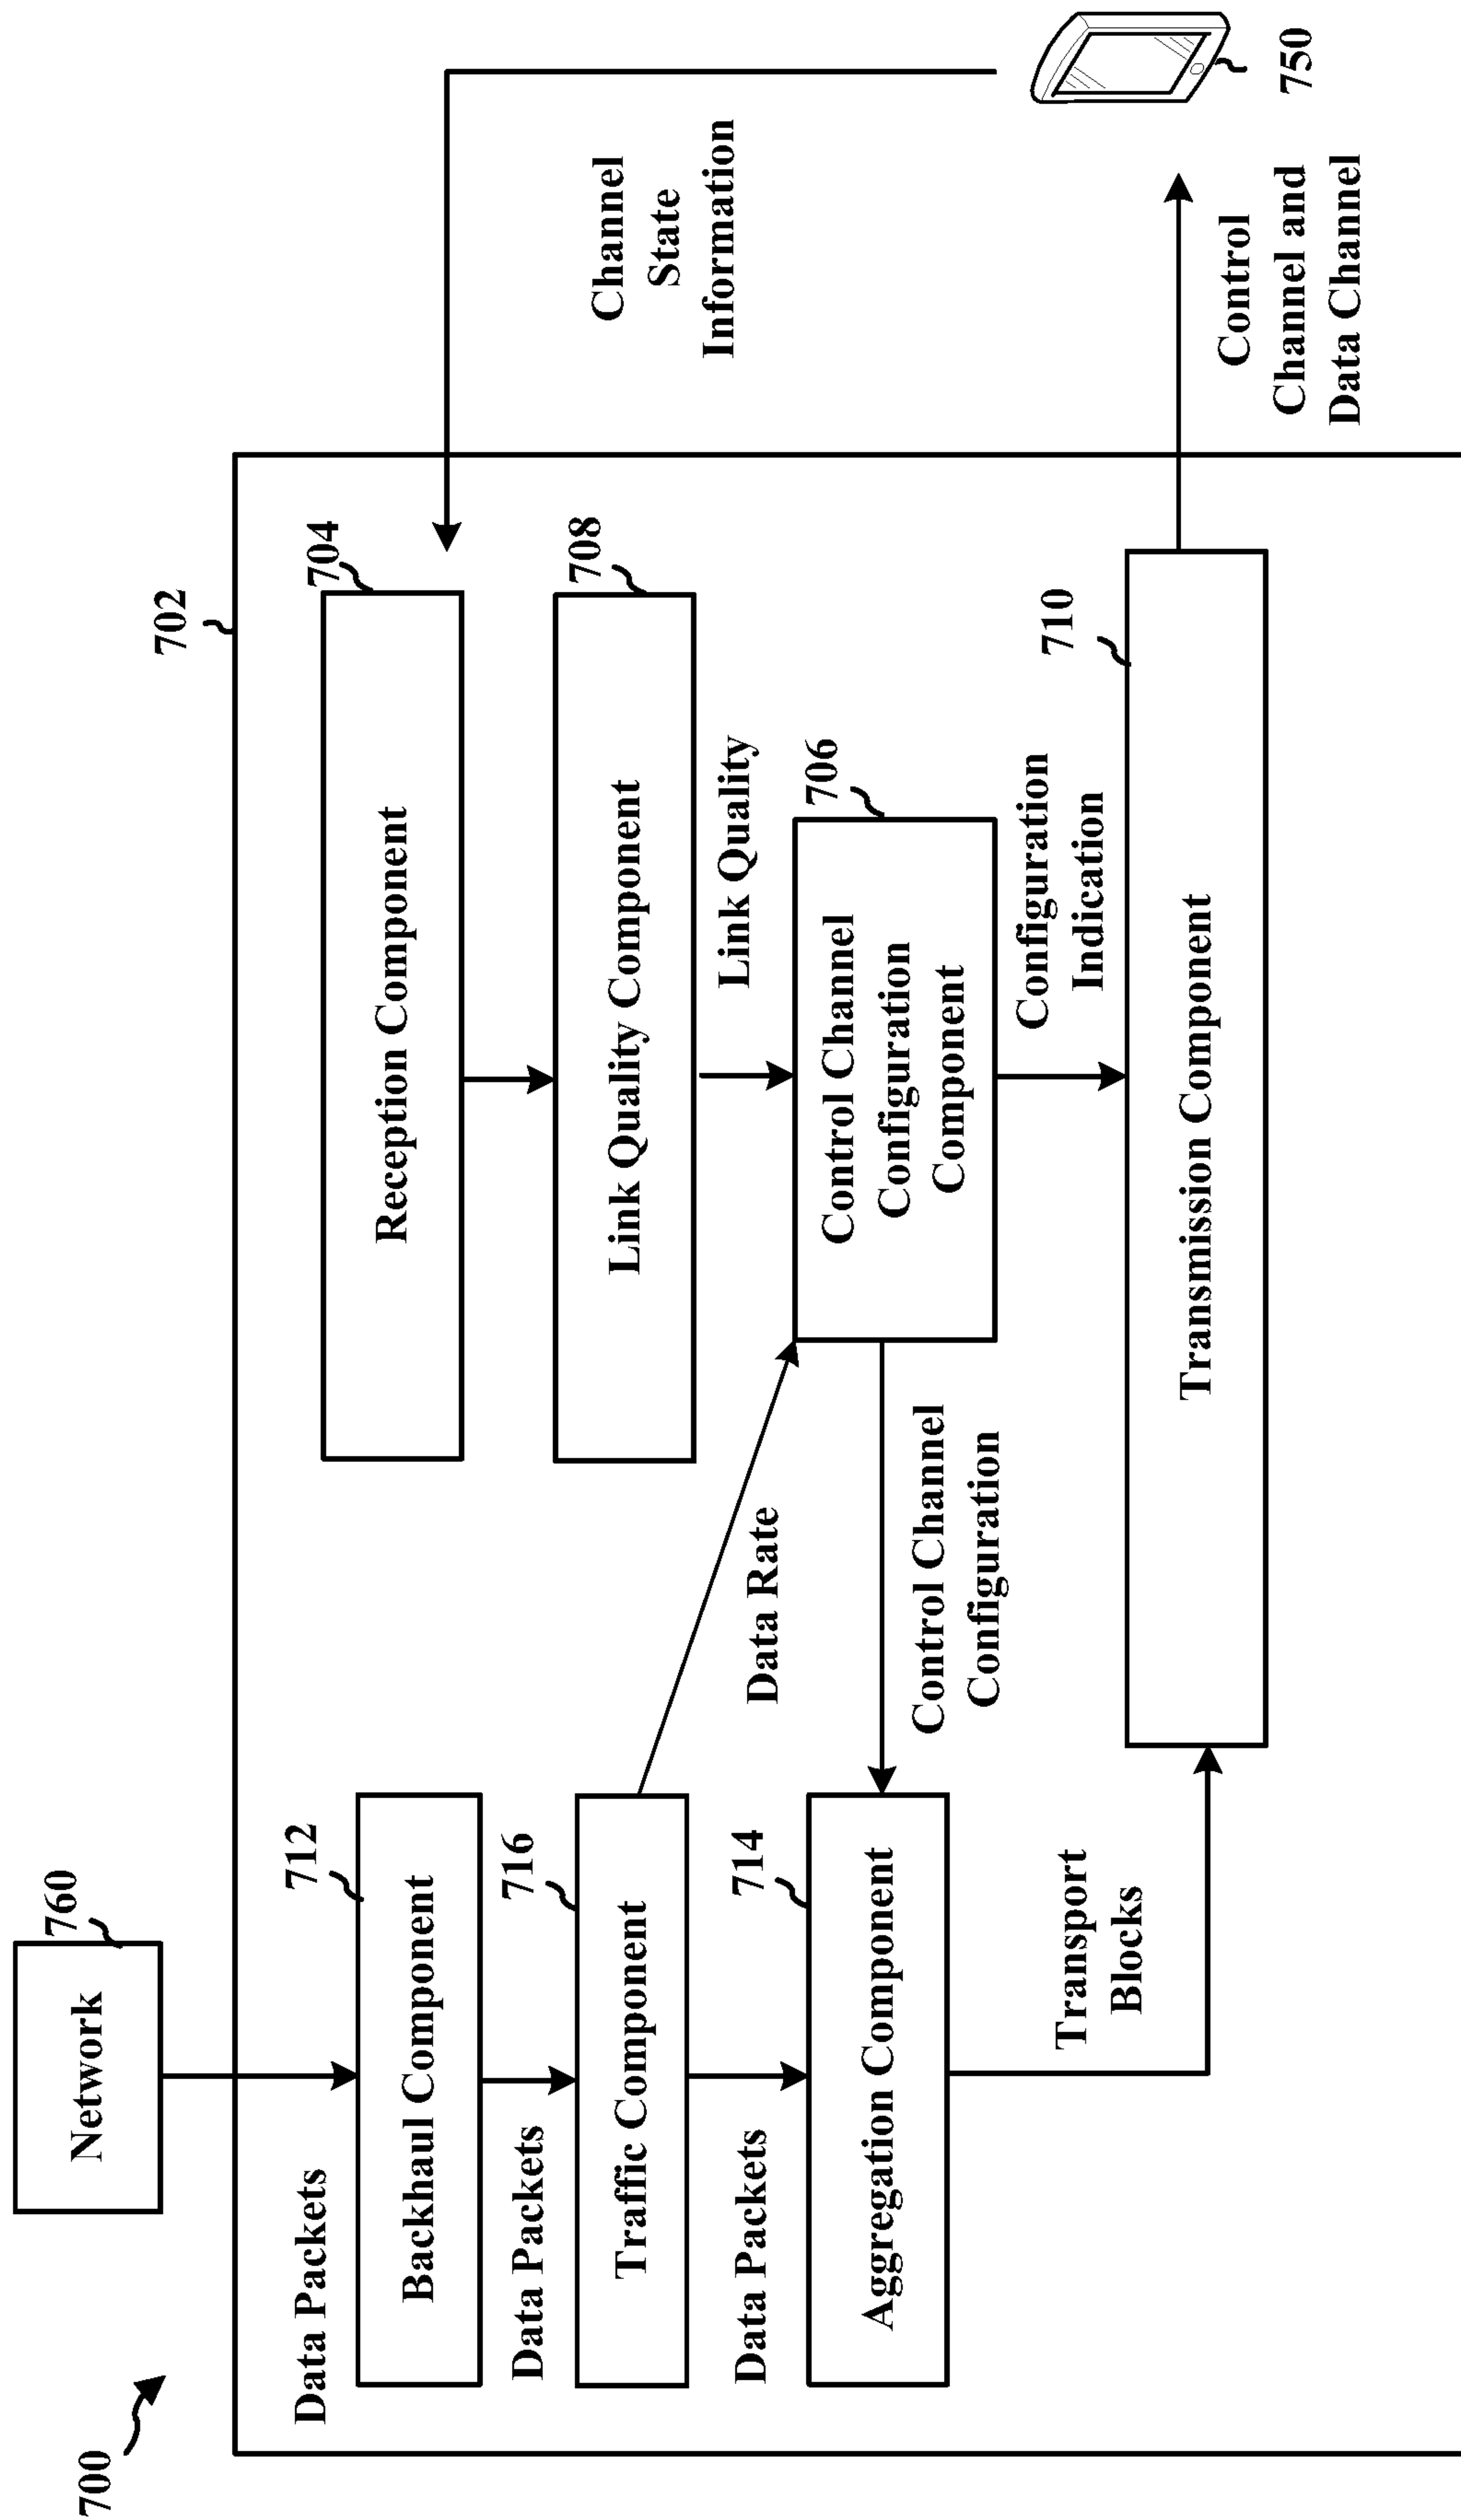 700
Network
760
702
Data Packets
712
Backhaul Component
Data Packets
716
Traffic Component
Data Packets
714
Aggregation Component
Transport
Blocks
704
Reception Component
708
Link Quality Component
Link Quality
Data Rate
706
Control Channel
Configuration
Component
Control Channel
Configuration
Configuration
Indication
710
Transmission Component
Channel
State
Information
750
Control
Channel and
Data Channel